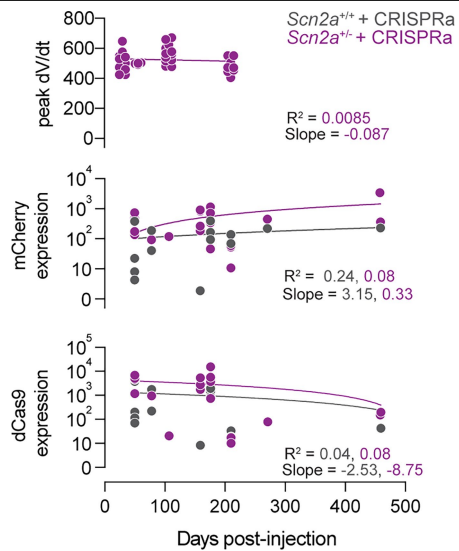 Scn2a+/+ + CRISPRa
Scn2a+/- + CRISPRa
peak dV/dt
800
600
400
200
0
R² = 0.0085
Slope = -0.087
mCherry
expression
10⁴
10³
10²
10
0
R² = 0.24, 0.08
Slope = 3.15, 0.33
dCas9
expression
10⁵
10⁴
10³
10²
10
0
R² = 0.04, 0.08
Slope = -2.53, -8.75
0 100 200 300 400 500
Days post-injection